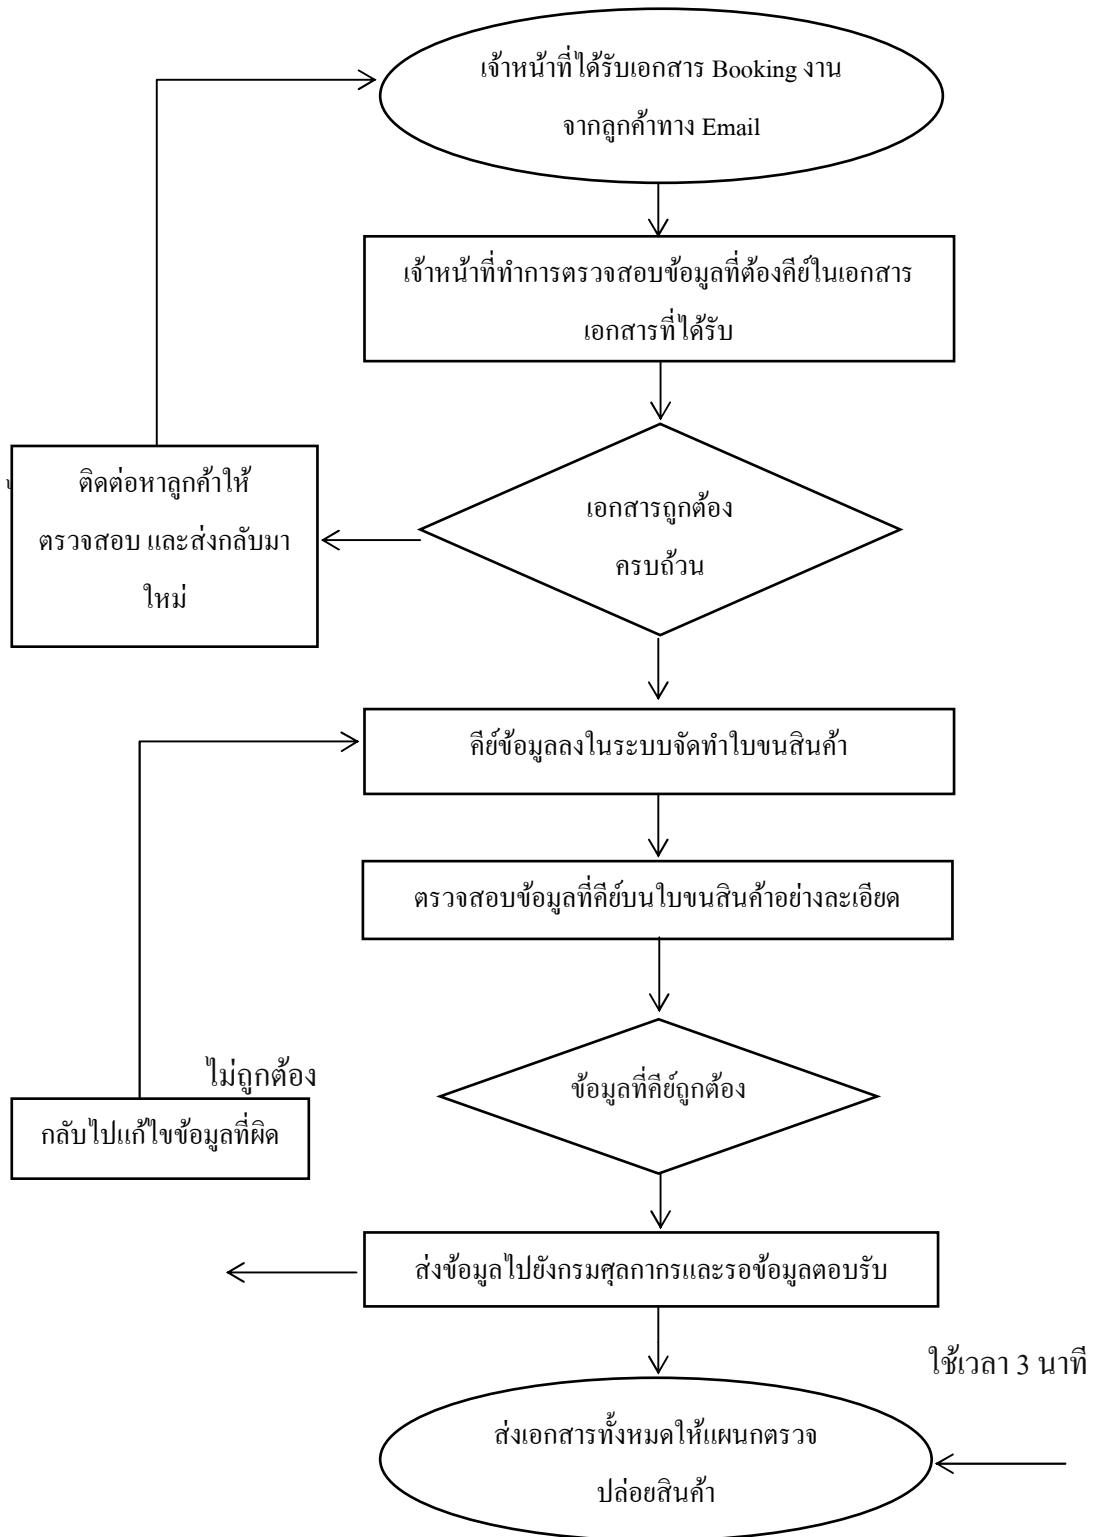 เจ้าหน้าที่ได้รับเอกสาร Booking งาน
จากลูกค้าทาง Email
เจ้าหน้าที่ทำการตรวจสอบข้อมูลที่ต้องคีย์ในเอกสาร
เอกสารที่ได้รับ
ติดต่อหาลูกค้าให้
ตรวจสอบ และส่งกลับมา
ใหม่
เอกสารถูกต้อง
ครบถ้วน
คีย์ข้อมูลลงในระบบจัดทำใบขนสินค้า
ตรวจสอบข้อมูลที่คีย์บนใบขนสินค้าอย่างละเอียด
ไม่ถูกต้อง
ข้อมูลที่คีย์ถูกต้อง
กลับไปแก้ไขข้อมูลที่ผิด
ส่งข้อมูลไปยังกรมศุลกากรและรอข้อมูลตอบรับ
ใช้เวลา 3 นาที
ส่งเอกสารทั้งหมดให้แผนกตรวจ
ปล่อยสินค้า